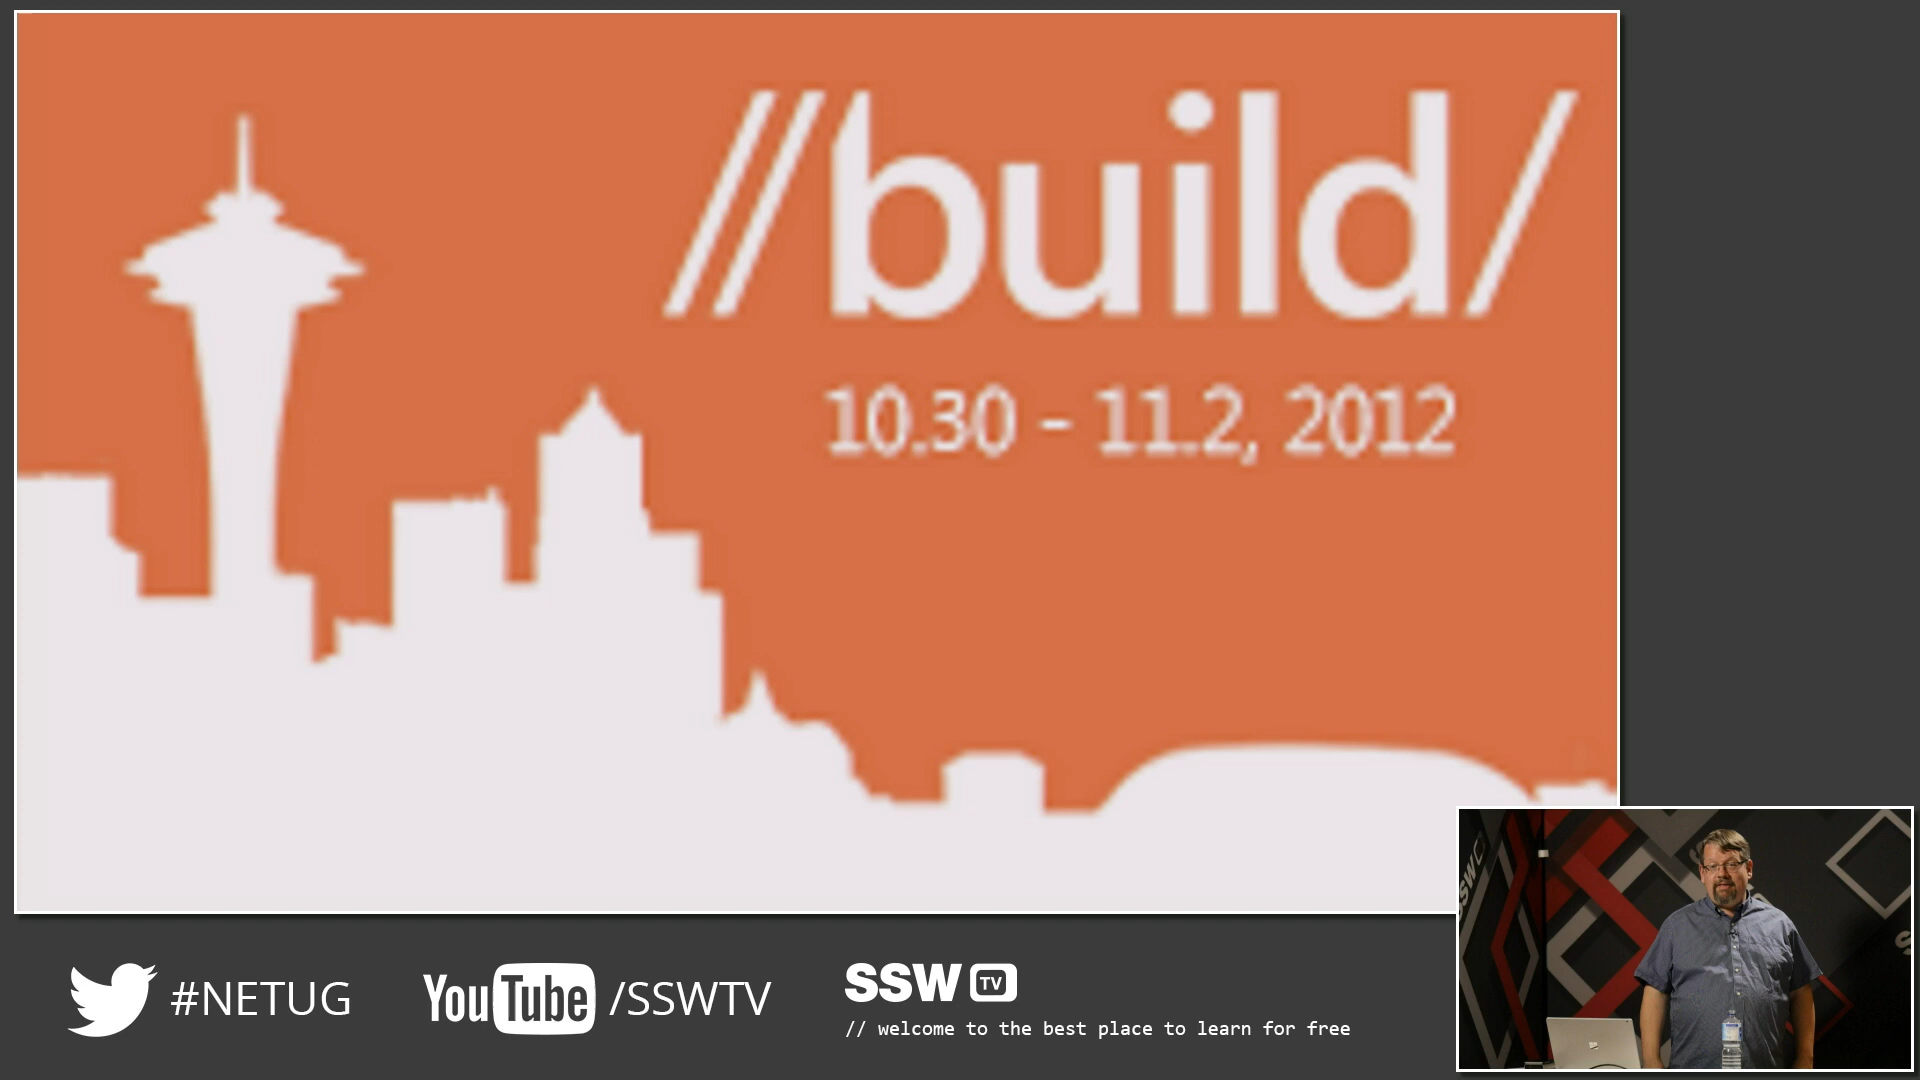 //build/
10.30 - 11.2, 2012
#NETUG
YouTube /SSWTV
SSW TV
// welcome to the best place to learn for free
SSW